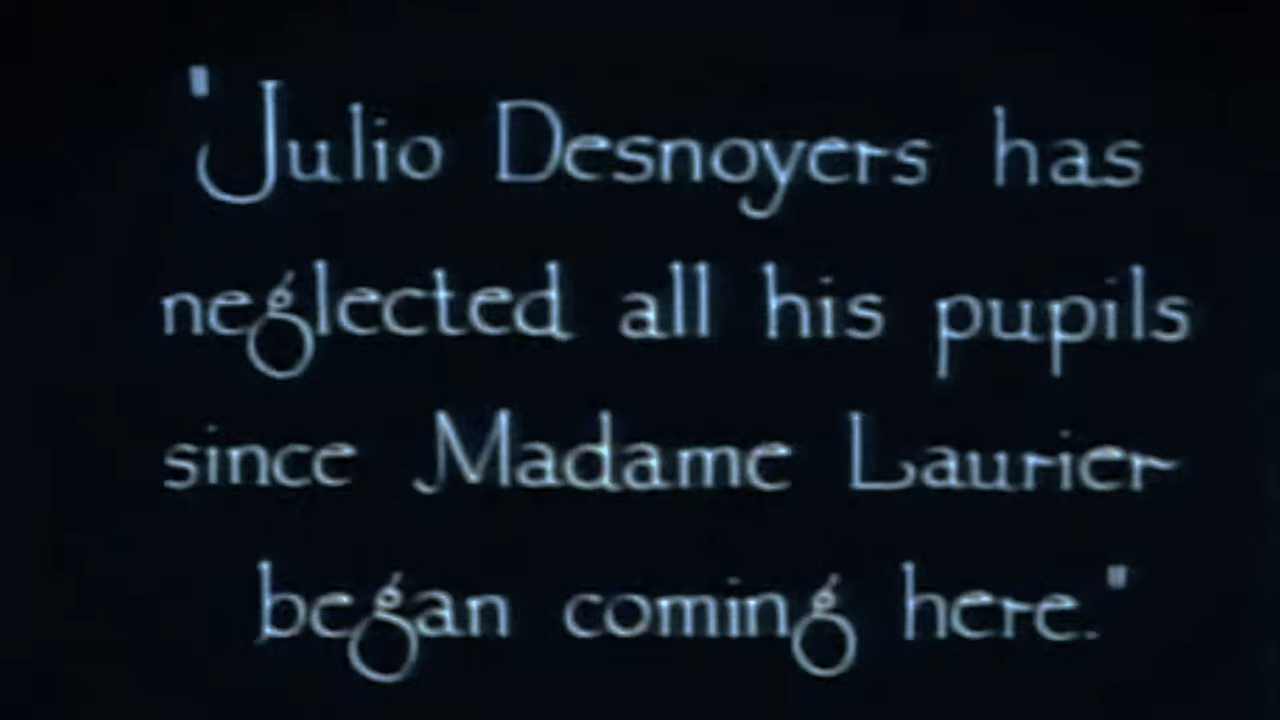 "Julio Desnoyers has
neglected all his pupils
since Madame Laurier
began coming here."